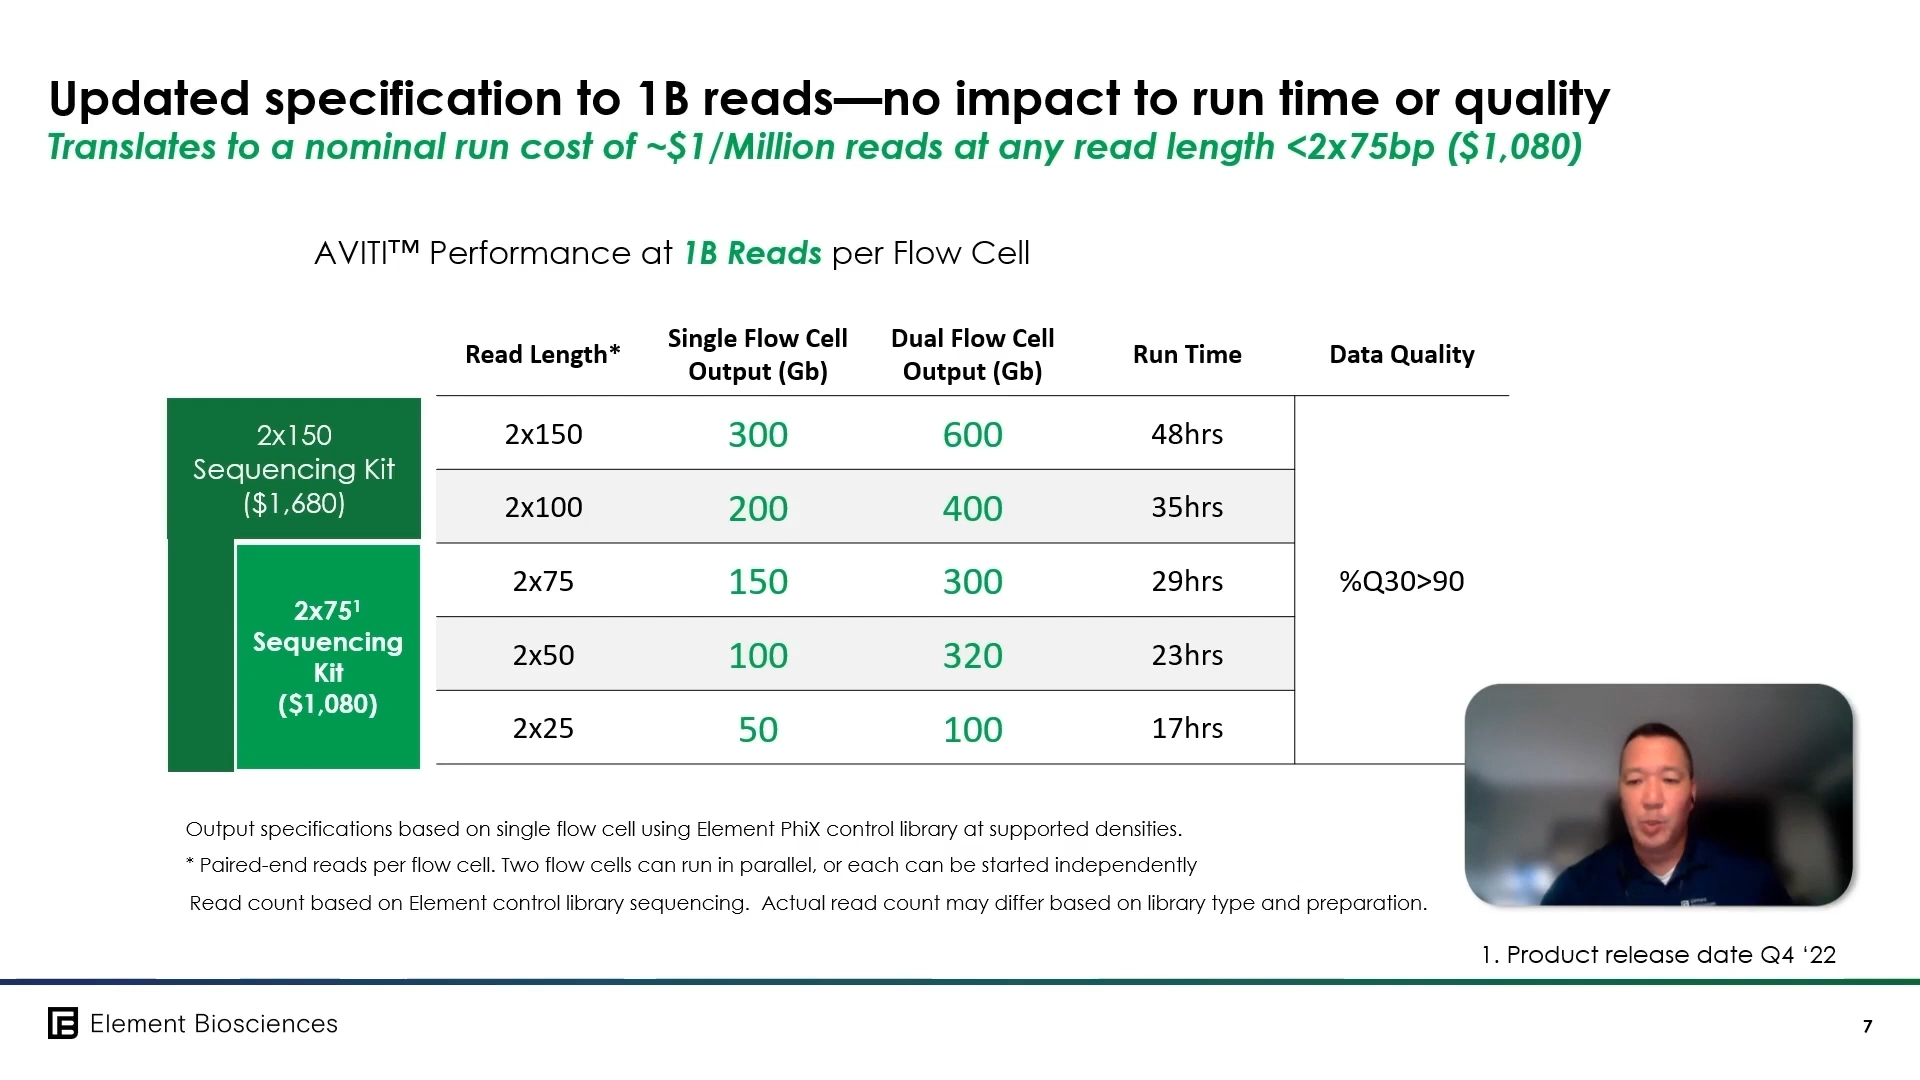 Updated specification to 1B reads—no impact to run time or quality
Translates to a nominal run cost of ~$1/Million reads at any read length <2x75bp ($1,080)
AVITI™ Performance at 1B Reads per Flow Cell
Read Length* Single Flow Cell Output (Gb) Dual Flow Cell Output (Gb) Run Time Data Quality
2x150
Sequencing Kit
($1,680)
2x75¹
Sequencing
Kit
($1,080)
2x150 300 600 48hrs
2x100 200 400 35hrs
2x75 150 300 29hrs %Q30>90
2x50 100 320 23hrs
2x25 50 100 17hrs
Output specifications based on single flow cell using Element PhiX control library at supported densities.
* Paired-end reads per flow cell. Two flow cells can run in parallel, or each can be started independently
Read count based on Element control library sequencing. Actual read count may differ based on library type and preparation.
1. Product release date Q4 ‘22
Element Biosciences
7